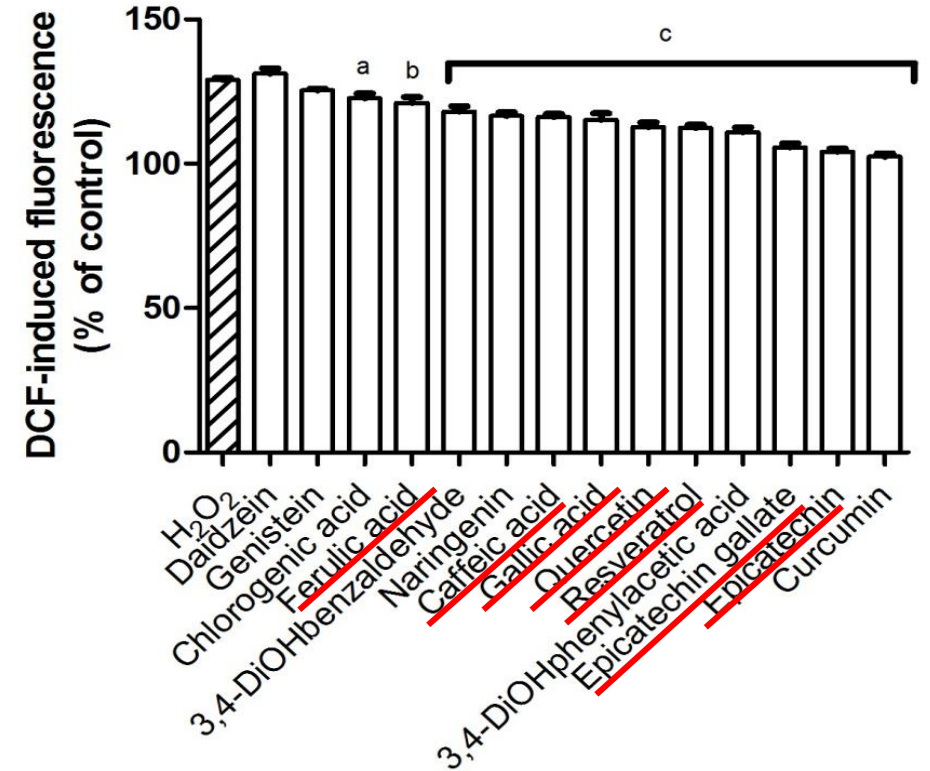 DCF-induced fluorescence
(% of control)
150
100
50
0
a
b
c
H₂O₂
Daidzein
Genistein
Chlorogenic acid
Ferulic acid
3,4-DiOHbenzaldehyde
Naringenin
Caffeic acid
Gallic acid
Quercetin
Resveratrol
3,4-DiOHphenylacetic acid
Epicatechin gallate
Epicatechin
Curcumin